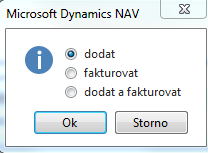 Microsoft Dynamics NAV
dodat
fakturovat
dodat a fakturovat
Ok
Storno